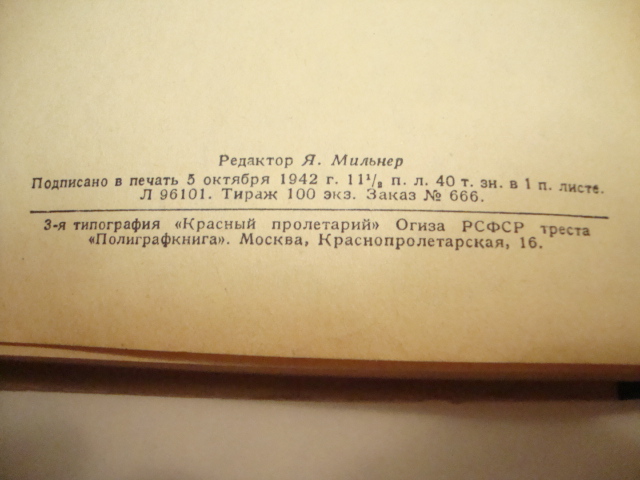 Редактор Я. Мильнер
Подписано в печать 5 октября 1942 г. 11¹/₂ п. л. 40 т. зн. в 1 п. листе.
Л 96101. Тираж 100 экз. Заказ № 666.
3-я типография «Красный пролетарий» Огиза РСФСР треста
«Полиграфкнига». Москва, Краснопролетарская, 16.